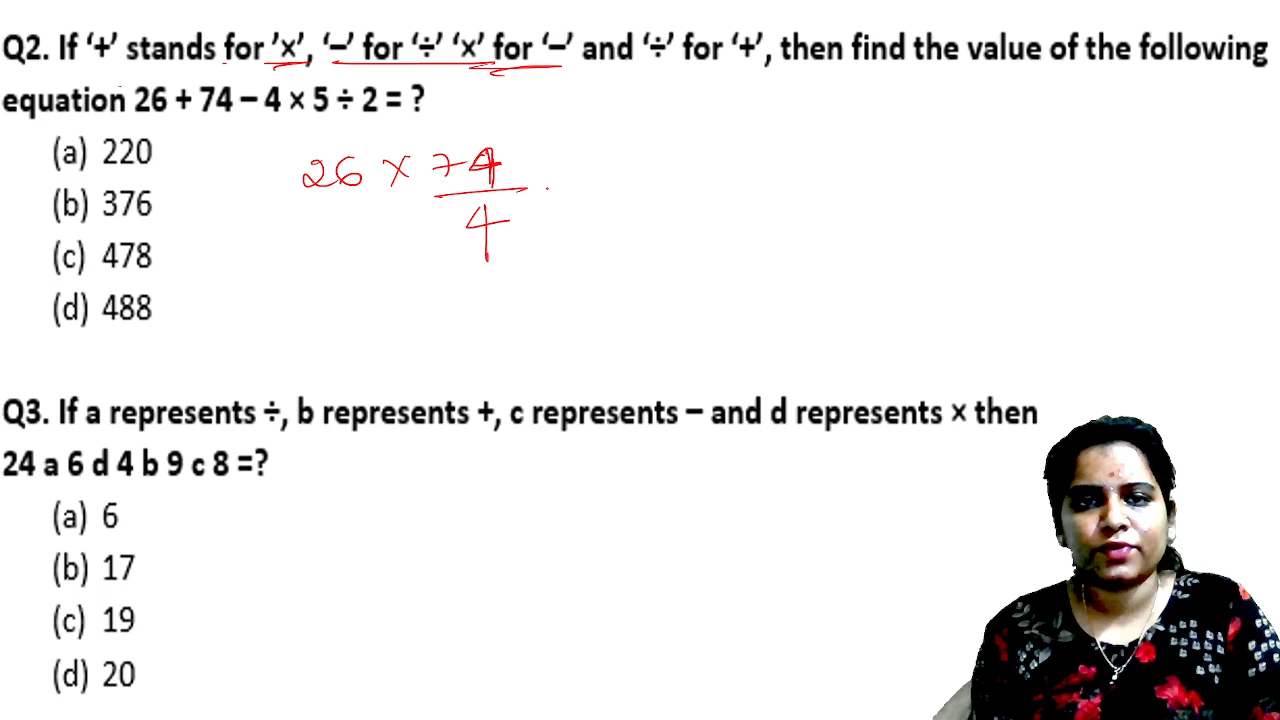 Q2. If ‘+’ stands for ’×’, ‘–’ for ‘÷’ ‘×’ for ‘–’ and ‘÷’ for ‘+’, then find the value of the following
equation 26 + 74 – 4 × 5 ÷ 2 = ?
(a) 220
(b) 376
(c) 478
(d) 488
26 × 74
4
Q3. If a represents ÷, b represents +, c represents – and d represents × then
24 a 6 d 4 b 9 c 8 =?
(a) 6
(b) 17
(c) 19
(d) 20